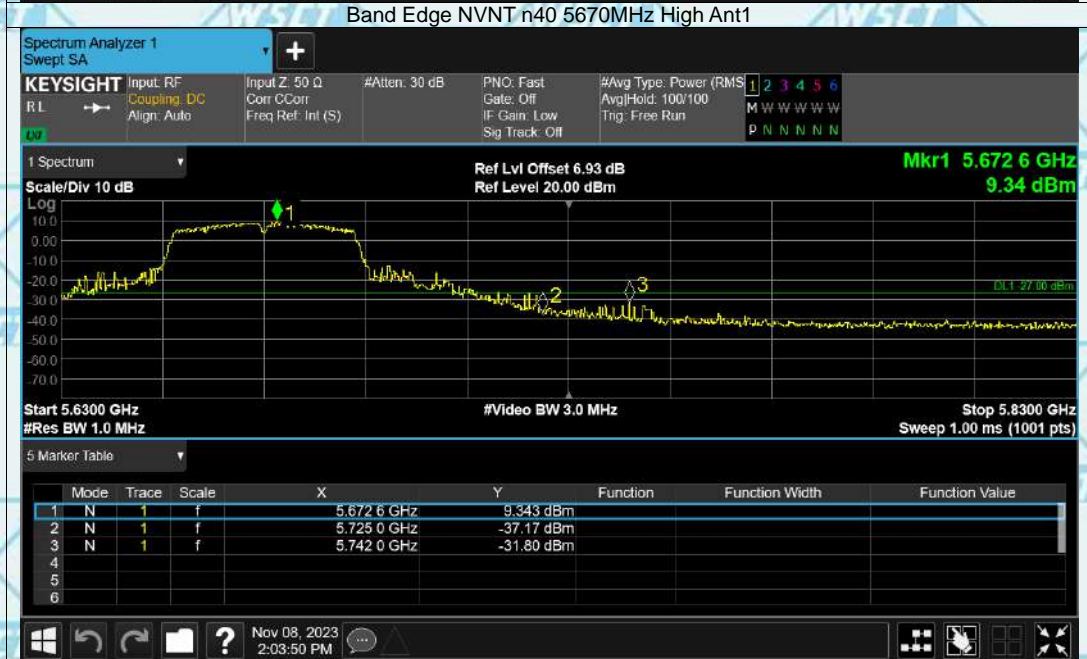 Band Edge NVNT n40 5670MHz High Ant1
Spectrum Analyzer 1
Swept SA
+
KEYSIGHT
RL
LXI
Input: RF
Coupling: DC
Align: Auto
Input Z: 50 Ω
Corr CCorr
Freq Ref: Int (S)
#Atten: 30 dB
PNO: Fast
Gate: Off
IF Gain: Low
Sig Track: Off
#Avg Type: Power (RMS
Avg|Hold: 100/100
Trig: Free Run
1 2 3 4 5 6
M W W W W W
P N N N N N
1 Spectrum
Scale/Div 10 dB
Ref Lvl Offset 6.93 dB
Ref Level 20.00 dBm
Mkr1 5.672 6 GHz
9.34 dBm
Log
10.0
0.00
-10.0
-20.0
-30.0
-40.0
-50.0
-60.0
-70.0
1
2
3
DL1 -27.00 dBm
Start 5.6300 GHz
#Video BW 3.0 MHz
Stop 5.8300 GHz
#Res BW 1.0 MHz
Sweep 1.00 ms (1001 pts)
5 Marker Table
Mode Trace Scale X Y Function Function Width Function Value
1 N 1 f 5.672 6 GHz 9.343 dBm
2 N 1 f 5.725 0 GHz -37.17 dBm
3 N 1 f 5.742 0 GHz -31.80 dBm
4
5
6
?
Nov 08, 2023
2:03:50 PM